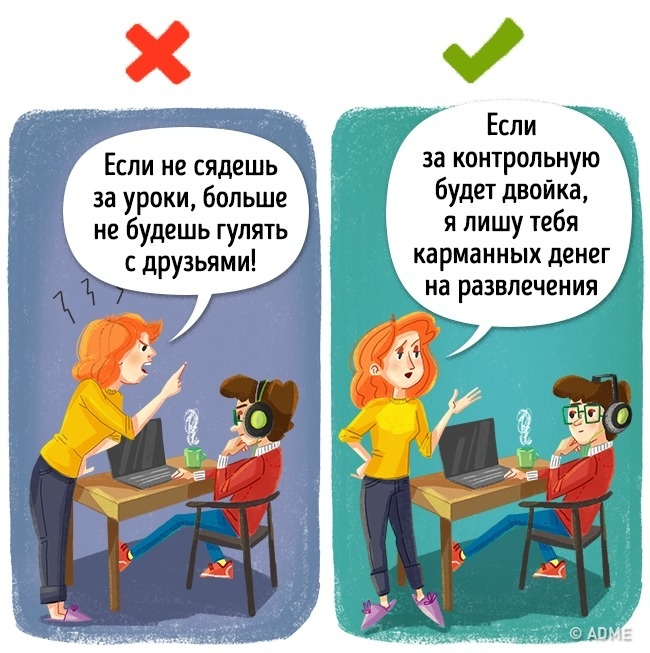 Если не сядешь
за уроки, больше
не будешь гулять
с друзьями!
Если
за контрольную
будет двойка,
я лишу тебя
карманных денег
на развлечения
© ADME